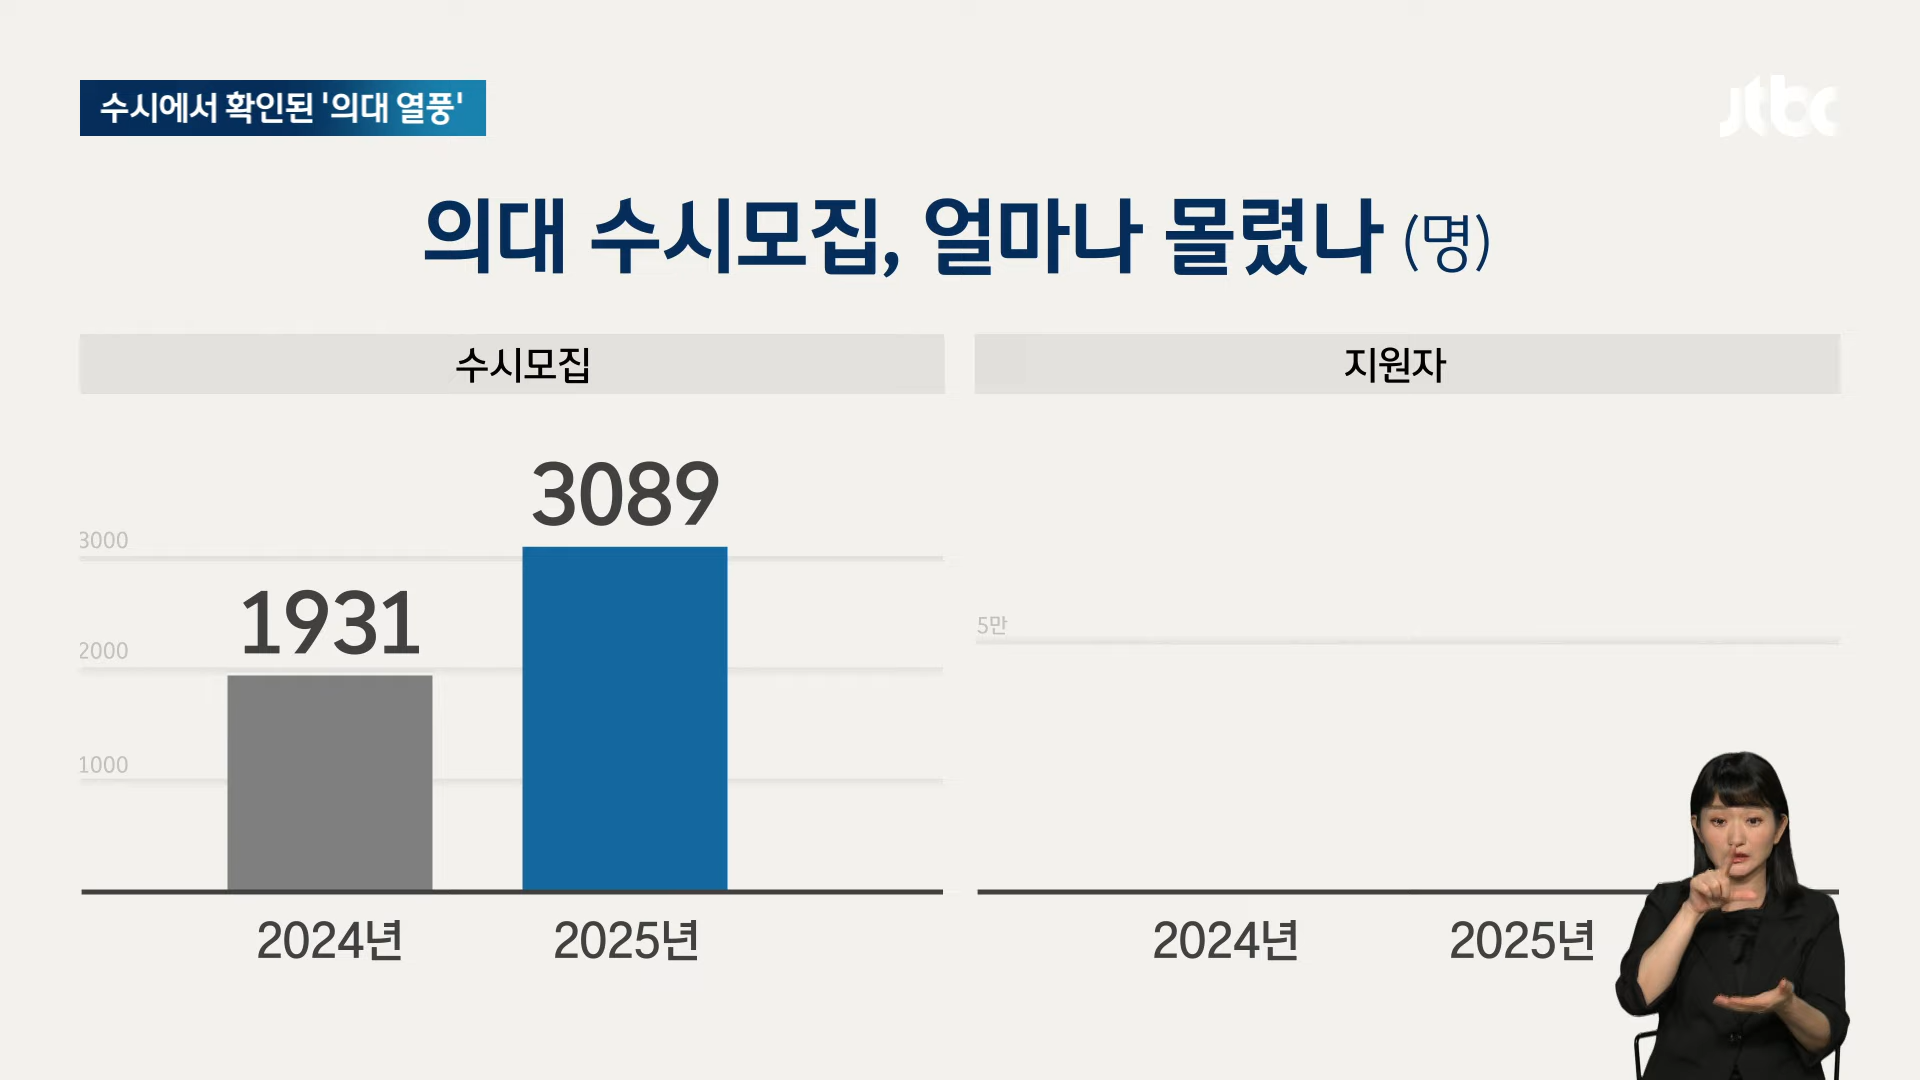 수시에서 확인된 '의대 열풍'
jtbc
의대 수시모집, 얼마나 몰렸나 (명)
수시모집
3000
2000
1000
1931
3089
2024년
2025년
지원자
5만
2024년
2025년